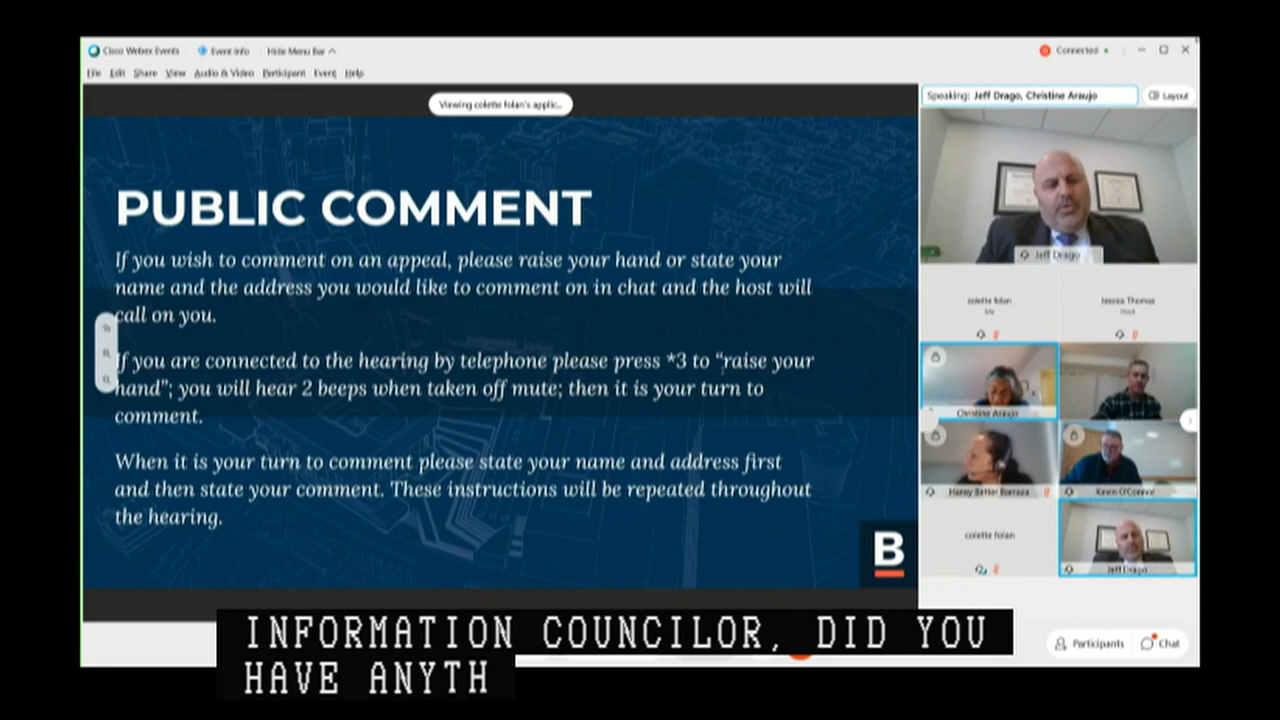 Cisco Webex Events Event Info Hide Menu Bar Connected
File Edit Share View Audio & Video Participant Event Help
Viewing colette folan's applic...
Speaking: Jeff Drago, Christine Araujo Layout
Jeff Drago
colette folan
Me
Jessica Thomas
Host
Christine Araujo
Kevin O'Connor
colette folan
Jeff Drago
PUBLIC COMMENT
If you wish to comment on an appeal, please raise your hand or state your
name and the address you would like to comment on in chat and the host will
call on you.
If you are connected to the hearing by telephone please press *3 to “raise your
hand”; you will hear 2 beeps when taken off mute; then it is your turn to
comment.
When it is your turn to comment please state your name and address first
and then state your comment. These instructions will be repeated throughout
the hearing.
B
INFORMATION COUNCILOR, DID YOU
HAVE ANYTH
Participants Chat